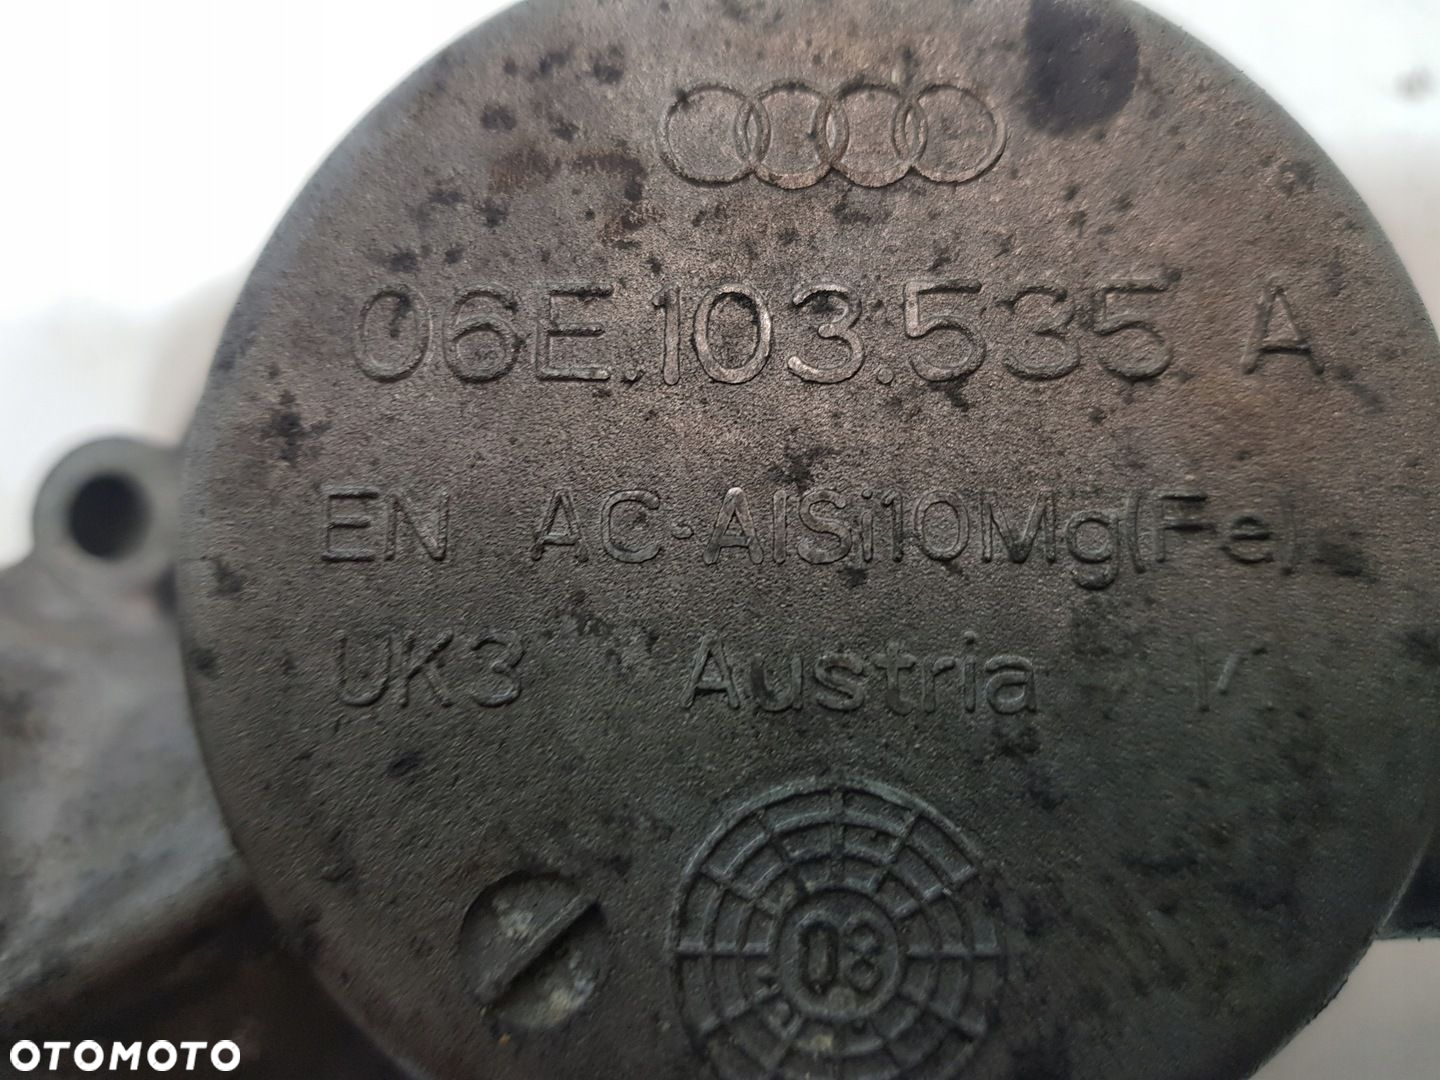 06E.103.535 A
EN AC-AlSi10Mg(Fe)
UK3 Austria
08
OTOMOTO